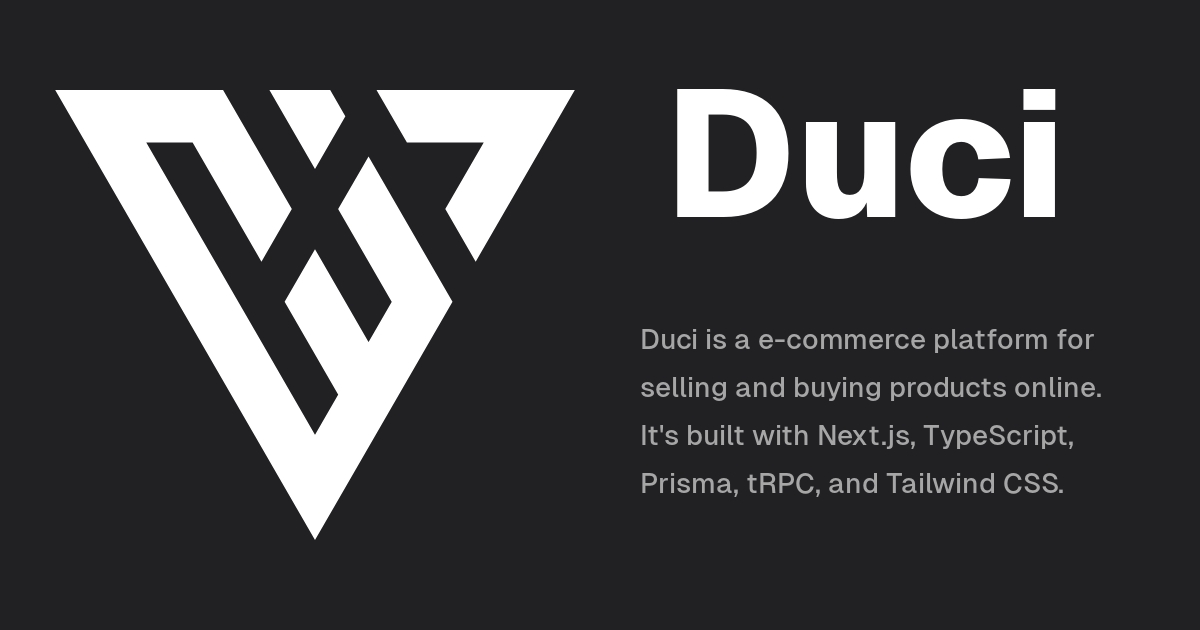 Duci
Duci is a e-commerce platform for
selling and buying products online.
It's built with Next.js, TypeScript,
Prisma, tRPC, and Tailwind CSS.